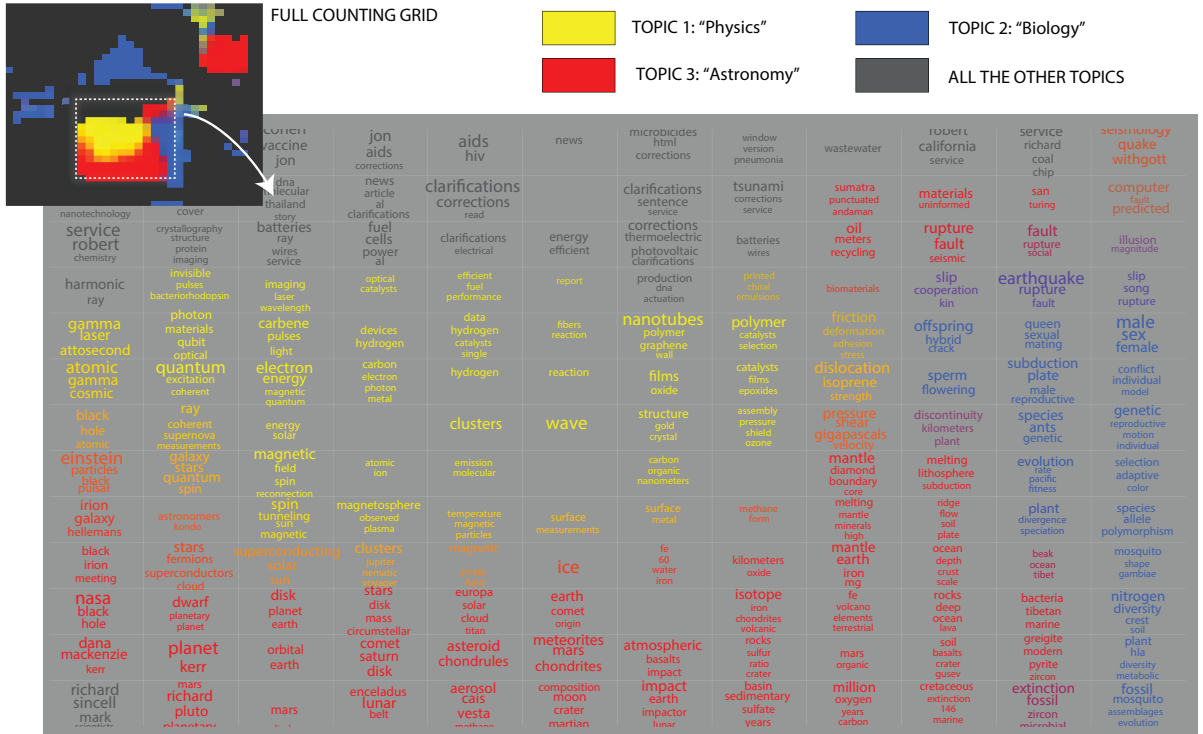 FULL COUNTING GRID
TOPIC 1: “Physics”
TOPIC 2: “Biology”
TOPIC 3: “Astronomy”
ALL THE OTHER TOPICS
vaccine
jon
jon
aids
corrections
aids
hiv
news
microbicides
html
corrections
window
version
pneumonia
wastewater
robert
california
service
service
richard
coal
chip
seismology
quake
withgott
nanotechnology
cover
dna
thailand
story
news
article
al
clarifications
clarifications
corrections
read
clarifications
sentence
service
tsunami
corrections
service
sumatra
punctuated
andaman
materials
uninformed
san
turing
computer
fault
predicted
service
robert
chemistry
crystallography
structure
protein
imaging
batteries
ray
wires
service
fuel
cells
power
al
clarifications
electrical
energy
efficient
corrections
thermoelectric
photovoltaic
clarifications
batteries
wires
oil
meters
recycling
rupture
fault
seismic
fault
rupture
social
illusion
magnitude
harmonic
ray
invisible
pulses
bacteriorhodopsin
imaging
laser
wavelength
optical
catalysts
efficient
fuel
performance
report
production
dna
actuation
printed
chiral
emulsions
biomaterials
slip
cooperation
kin
earthquake
rupture
fault
slip
song
rupture
gamma
laser
attosecond
photon
materials
qubit
optical
carbene
pulses
light
devices
hydrogen
data
hydrogen
catalysts
single
fibers
reaction
nanotubes
polymer
graphene
wall
polymer
catalysts
selection
friction
deformation
adhesion
stress
offspring
hybrid
crack
queen
sexual
mating
male
sex
female
atomic
gamma
cosmic
quantum
excitation
coherent
electron
energy
magnetic
quantum
carbon
electron
photon
metal
hydrogen
reaction
films
oxide
catalysts
films
epoxides
dislocation
isoprene
strength
sperm
flowering
subduction
plate
male
reproductive
conflict
individual
model
black
hole
atomic
ray
coherent
supernova
measurements
energy
solar
clusters
wave
structure
gold
crystal
assembly
pressure
shield
ozone
pressure
shear
gigapascals
velocity
discontinuity
kilometers
plant
species
ants
genetic
genetic
reproductive
motion
individual
einstein
particles
black
pulsar
galaxy
stars
quantum
spin
magnetic
field
spin
reconnection
atomic
ion
emission
molecular
carbon
organic
nanometers
mantle
diamond
boundary
core
melting
lithosphere
subduction
evolution
rate
pacific
fitness
selection
adaptive
color
irion
galaxy
hellemans
astronomers
kondo
spin
tunneling
sun
magnetic
magnetosphere
observed
plasma
temperature
magnetic
particles
surface
measurements
surface
metal
methane
form
melting
mantle
minerals
high
ridge
flow
soil
plate
plant
divergence
speciation
species
allele
polymorphism
black
irion
meeting
stars
fermions
superconductors
cloud
superconducting
solar
sun
clusters
jupiter
nematic
voyager
magnetic
ice
fe
60
water
iron
kilometers
oxide
mantle
earth
iron
mg
ocean
depth
crust
scale
beak
ocean
tibet
mosquito
shape
gambiae
nasa
black
hole
dwarf
planetary
planet
disk
planet
earth
stars
disk
mass
circumstellar
europa
solar
cloud
titan
earth
comet
origin
isotope
iron
chondrites
volcanic
fe
volcano
elements
terrestrial
rocks
deep
ocean
lava
bacteria
tibetan
marine
nitrogen
diversity
crest
soil
dana
mackenzie
kerr
planet
kerr
orbital
earth
comet
saturn
disk
asteroid
chondrules
meteorites
mars
chondrites
atmospheric
basalts
impact
rocks
sulfur
ratio
crater
mars
organic
soil
basalts
crater
gusev
greigite
modern
pyrite
zircon
plant
hla
diversity
metabolic
richard
sincell
mark
scientists
mars
richard
pluto
planetary
mars
enceladus
lunar
belt
aerosol
cais
vesta
methane
composition
moon
crater
martian
impact
earth
impactor
lunar
basin
sedimentary
sulfate
years
million
oxygen
years
carbon
cretaceous
extinction
146
marine
extinction
fossil
zircon
microbial
fossil
mosquito
assemblages
evolution